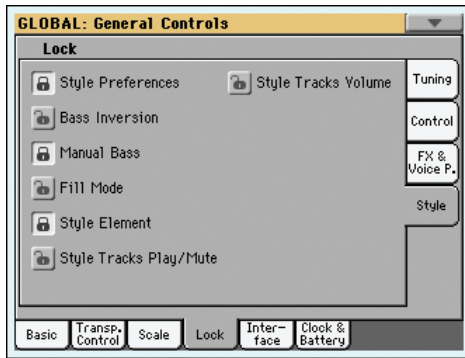 GLOBAL: General Controls
Lock
Style Preferences
Style Tracks Volume
Bass Inversion
Manual Bass
Fill Mode
Style Element
Style Tracks Play/Mute
Tuning
Control
FX &
Voice P.
Style
Basic
Transp.
Control
Scale
Lock
Inter-
face
Clock &
Battery